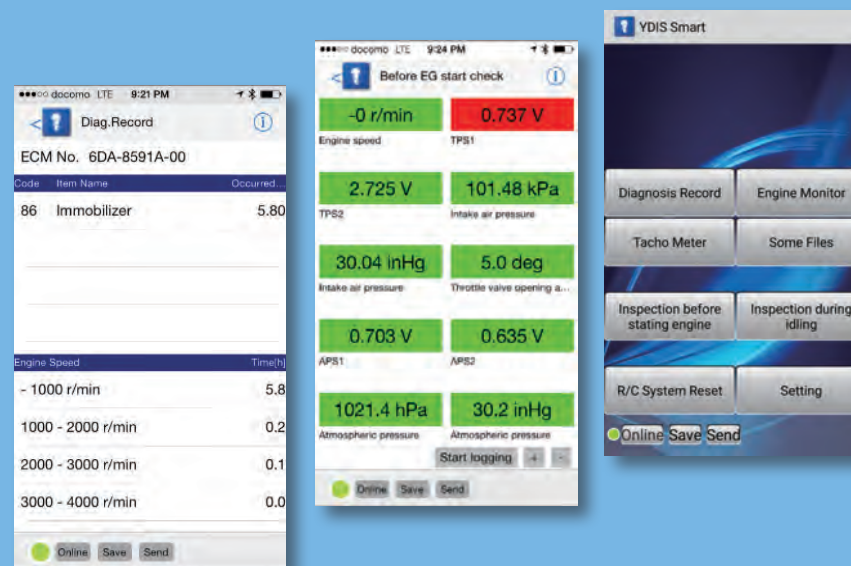 docomo LTE 9:21 PM
Diag.Record
ECM No. 6DA-8591A-00
Code Item Name Occurred...
86 Immobilizer 5.80
Engine Speed Time[h]
- 1000 r/min 5.8
1000 - 2000 r/min 0.2
2000 - 3000 r/min 0.1
3000 - 4000 r/min 0.0
Online Save Send
docomo LTE 9:24 PM
Before EG start check
-0 r/min 0.737 V
Engine speed TPS1
2.725 V 101.48 kPa
TPS2 Intake air pressure
30.04 inHg 5.0 deg
Intake air pressure Throttle valve opening a...
0.703 V 0.635 V
APS1 APS2
1021.4 hPa 30.2 inHg
Atmospheric pressure Atmospheric pressure
Start logging + -
Online Save Send
YDIS Smart
Diagnosis Record Engine Monitor
Tacho Meter Some Files
Inspection before Inspection during
stating engine idling
R/C System Reset Setting
Online Save Send